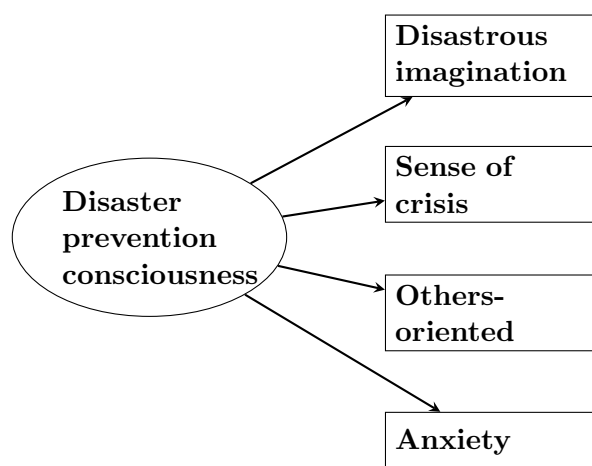 Disastrous
imagination
Sense of
crisis
Disaster
prevention
consciousness
Others-
oriented
Anxiety